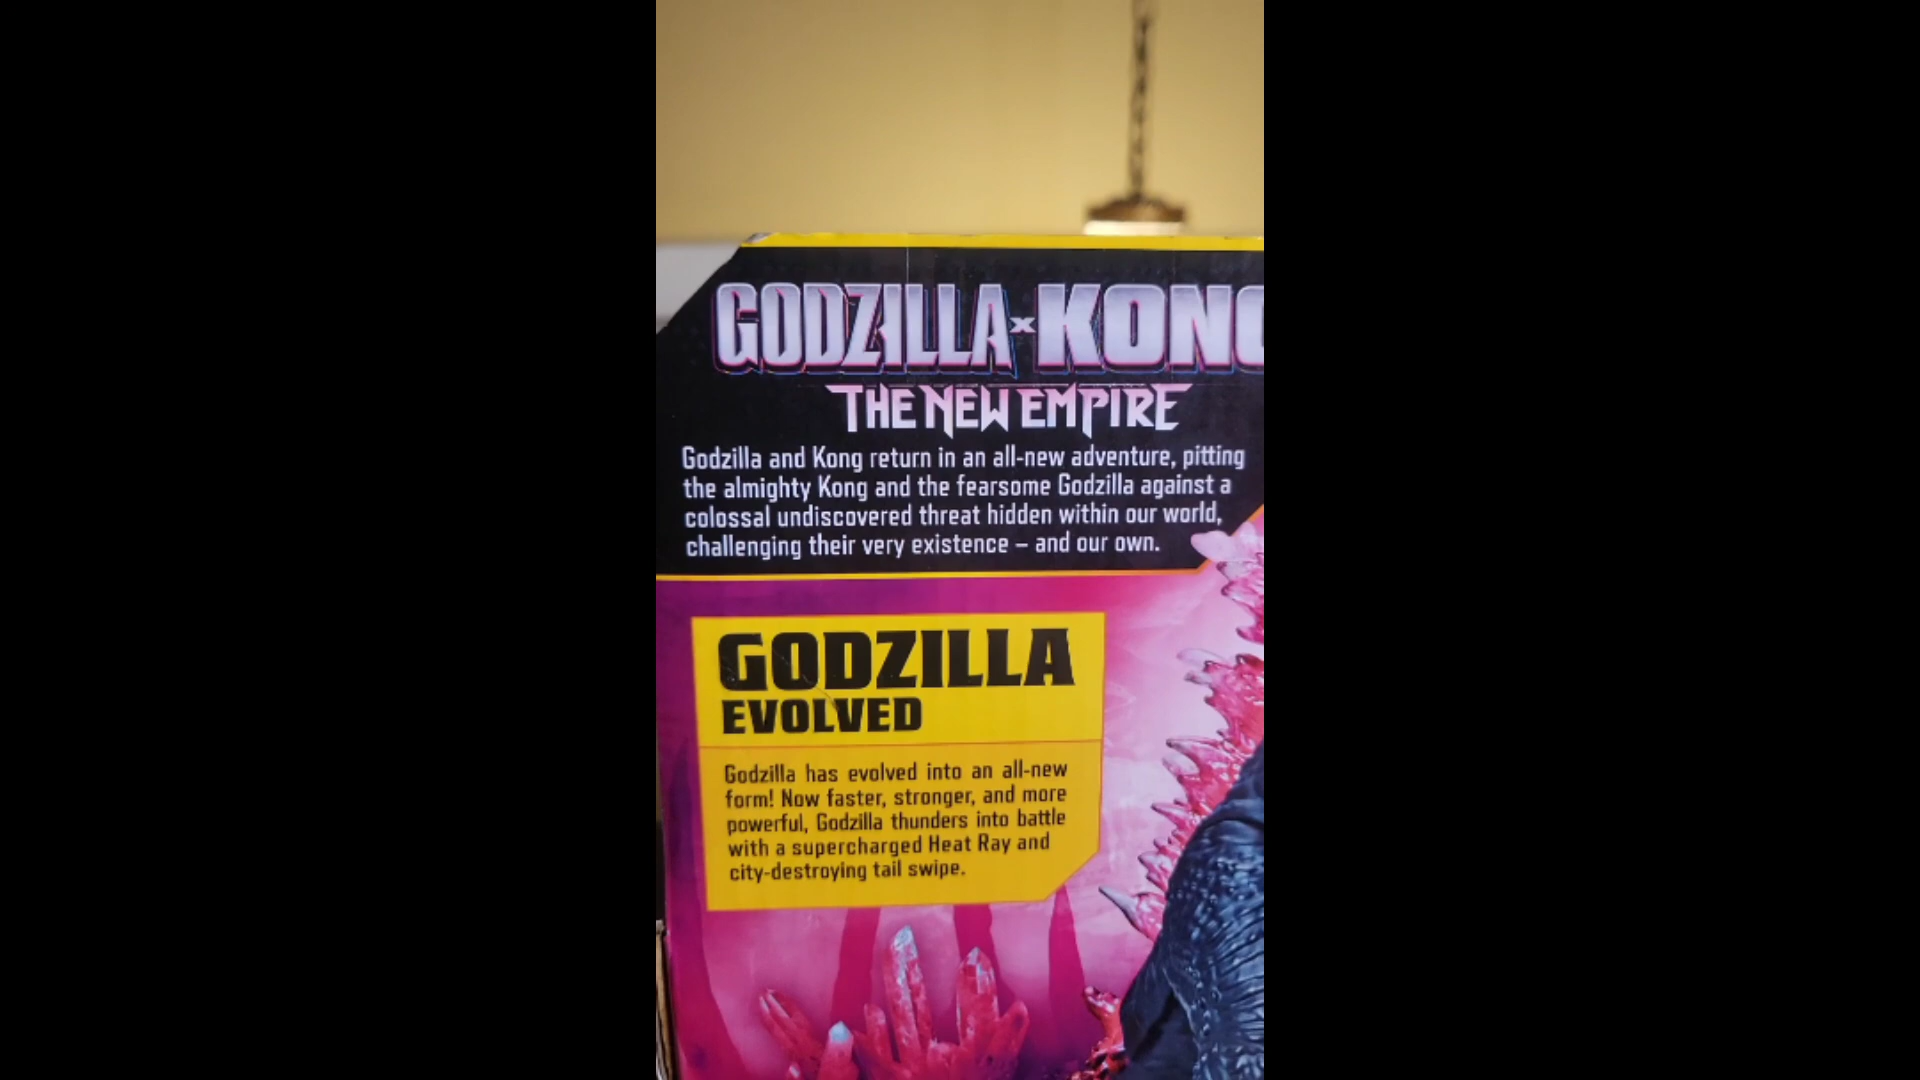 GODZILLA x KONG
THE NEW EMPIRE
Godzilla and Kong return in an all-new adventure, pitting
the almighty Kong and the fearsome Godzilla against a
colossal undiscovered threat hidden within our world,
challenging their very existence – and our own.
GODZILLA
EVOLVED
Godzilla has evolved into an all-new
form! Now faster, stronger, and more
powerful, Godzilla thunders into battle
with a supercharged Heat Ray and
city-destroying tail swipe.